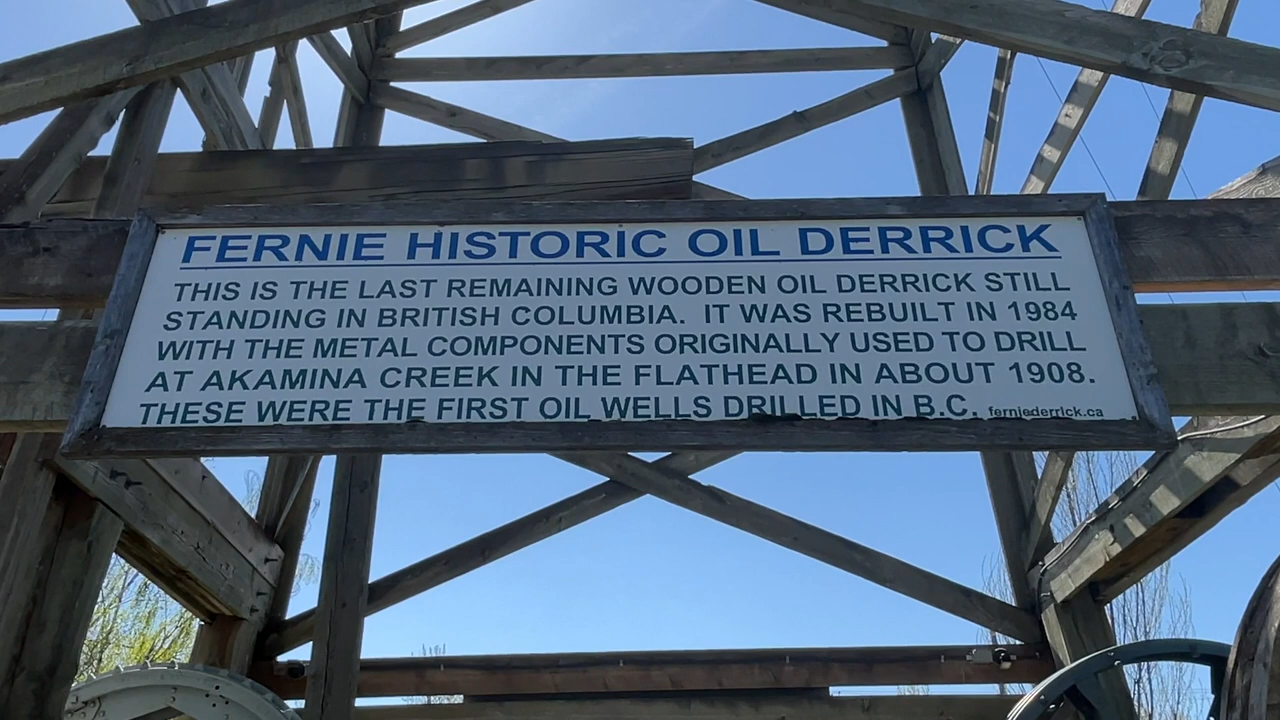 FERNIE HISTORIC OIL DERRICK
THIS IS THE LAST REMAINING WOODEN OIL DERRICK STILL
STANDING IN BRITISH COLUMBIA. IT WAS REBUILT IN 1984
WITH THE METAL COMPONENTS ORIGINALLY USED TO DRILL
AT AKAMINA CREEK IN THE FLATHEAD IN ABOUT 1908.
THESE WERE THE FIRST OIL WELLS DRILLED IN B.C. ferniederrick.ca